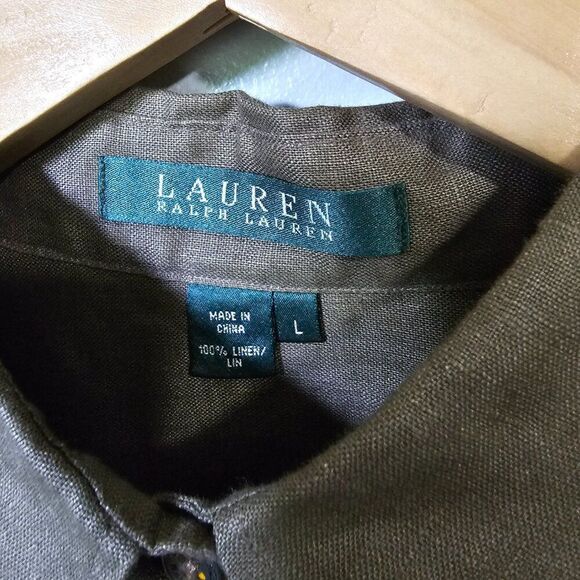 LAUREN
RALPH LAUREN
MADE IN
CHINA
100% LINEN/
LIN
L